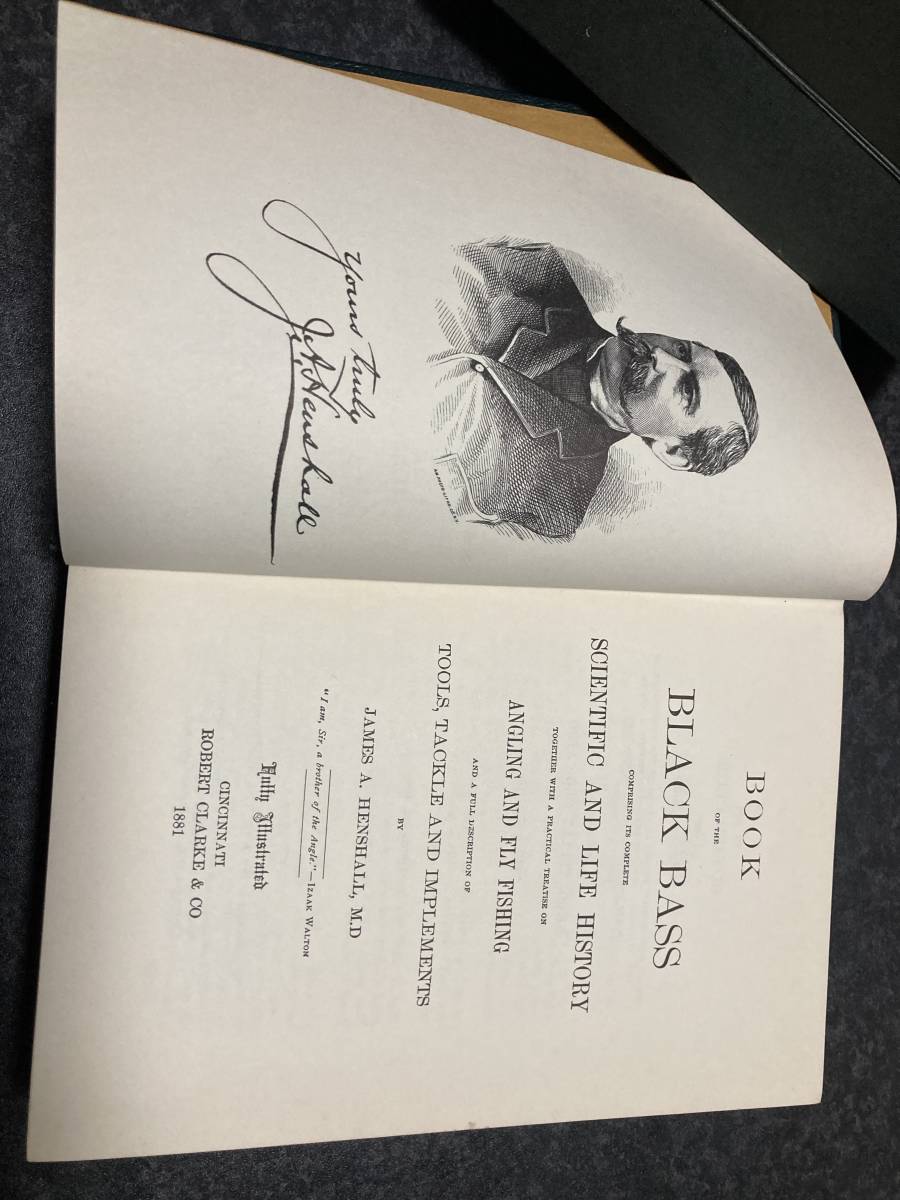 Yours truly
J. A. Henshall
BOOK
OF THE
BLACK BASS
COMPRISING ITS COMPLETE
SCIENTIFIC AND LIFE HISTORY
TOGETHER WITH A PRACTICAL TREATISE ON
ANGLING AND FLY FISHING
AND A FULL DESCRIPTION OF
TOOLS, TACKLE AND IMPLEMENTS
BY
JAMES A. HENSHALL, M.D
"I am, Sir, a brother of the Angle."—IZAAK WALTON
Fully Illustrated
CINCINNATI
ROBERT CLARKE & CO
1881